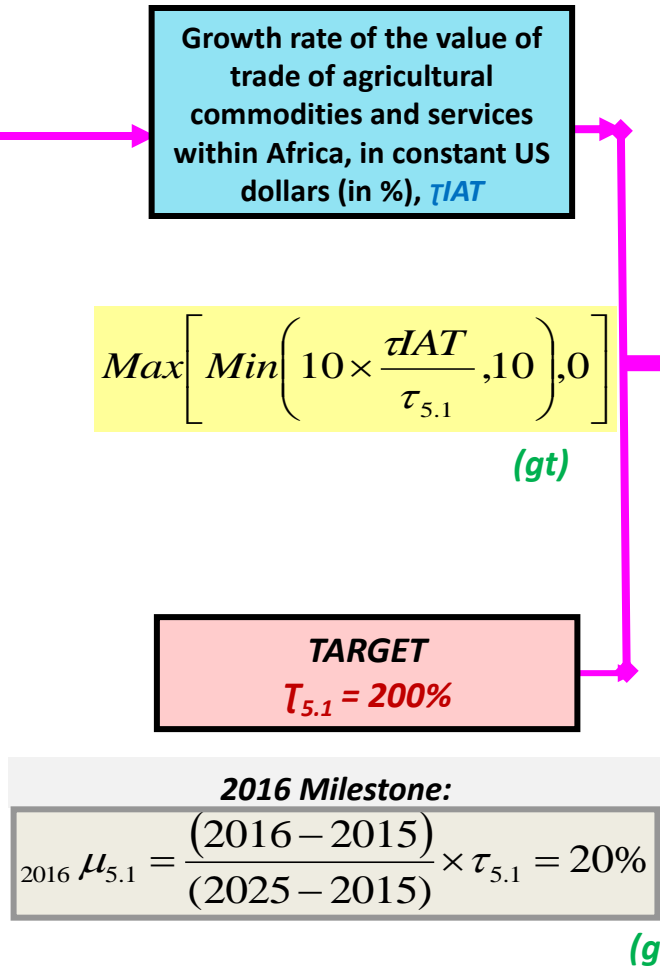 Growth rate of the value of
trade of agricultural
commodities and services
within Africa, in constant US
dollars (in %), ҭIAT
Max[Min(10×τIAT/τ5.1,10),0]
(gt)
TARGET
Ʈ5.1 = 200%
2016 Milestone:
2016 μ5.1 = (2016−2015)/(2025−2015) × τ5.1 = 20%
(g